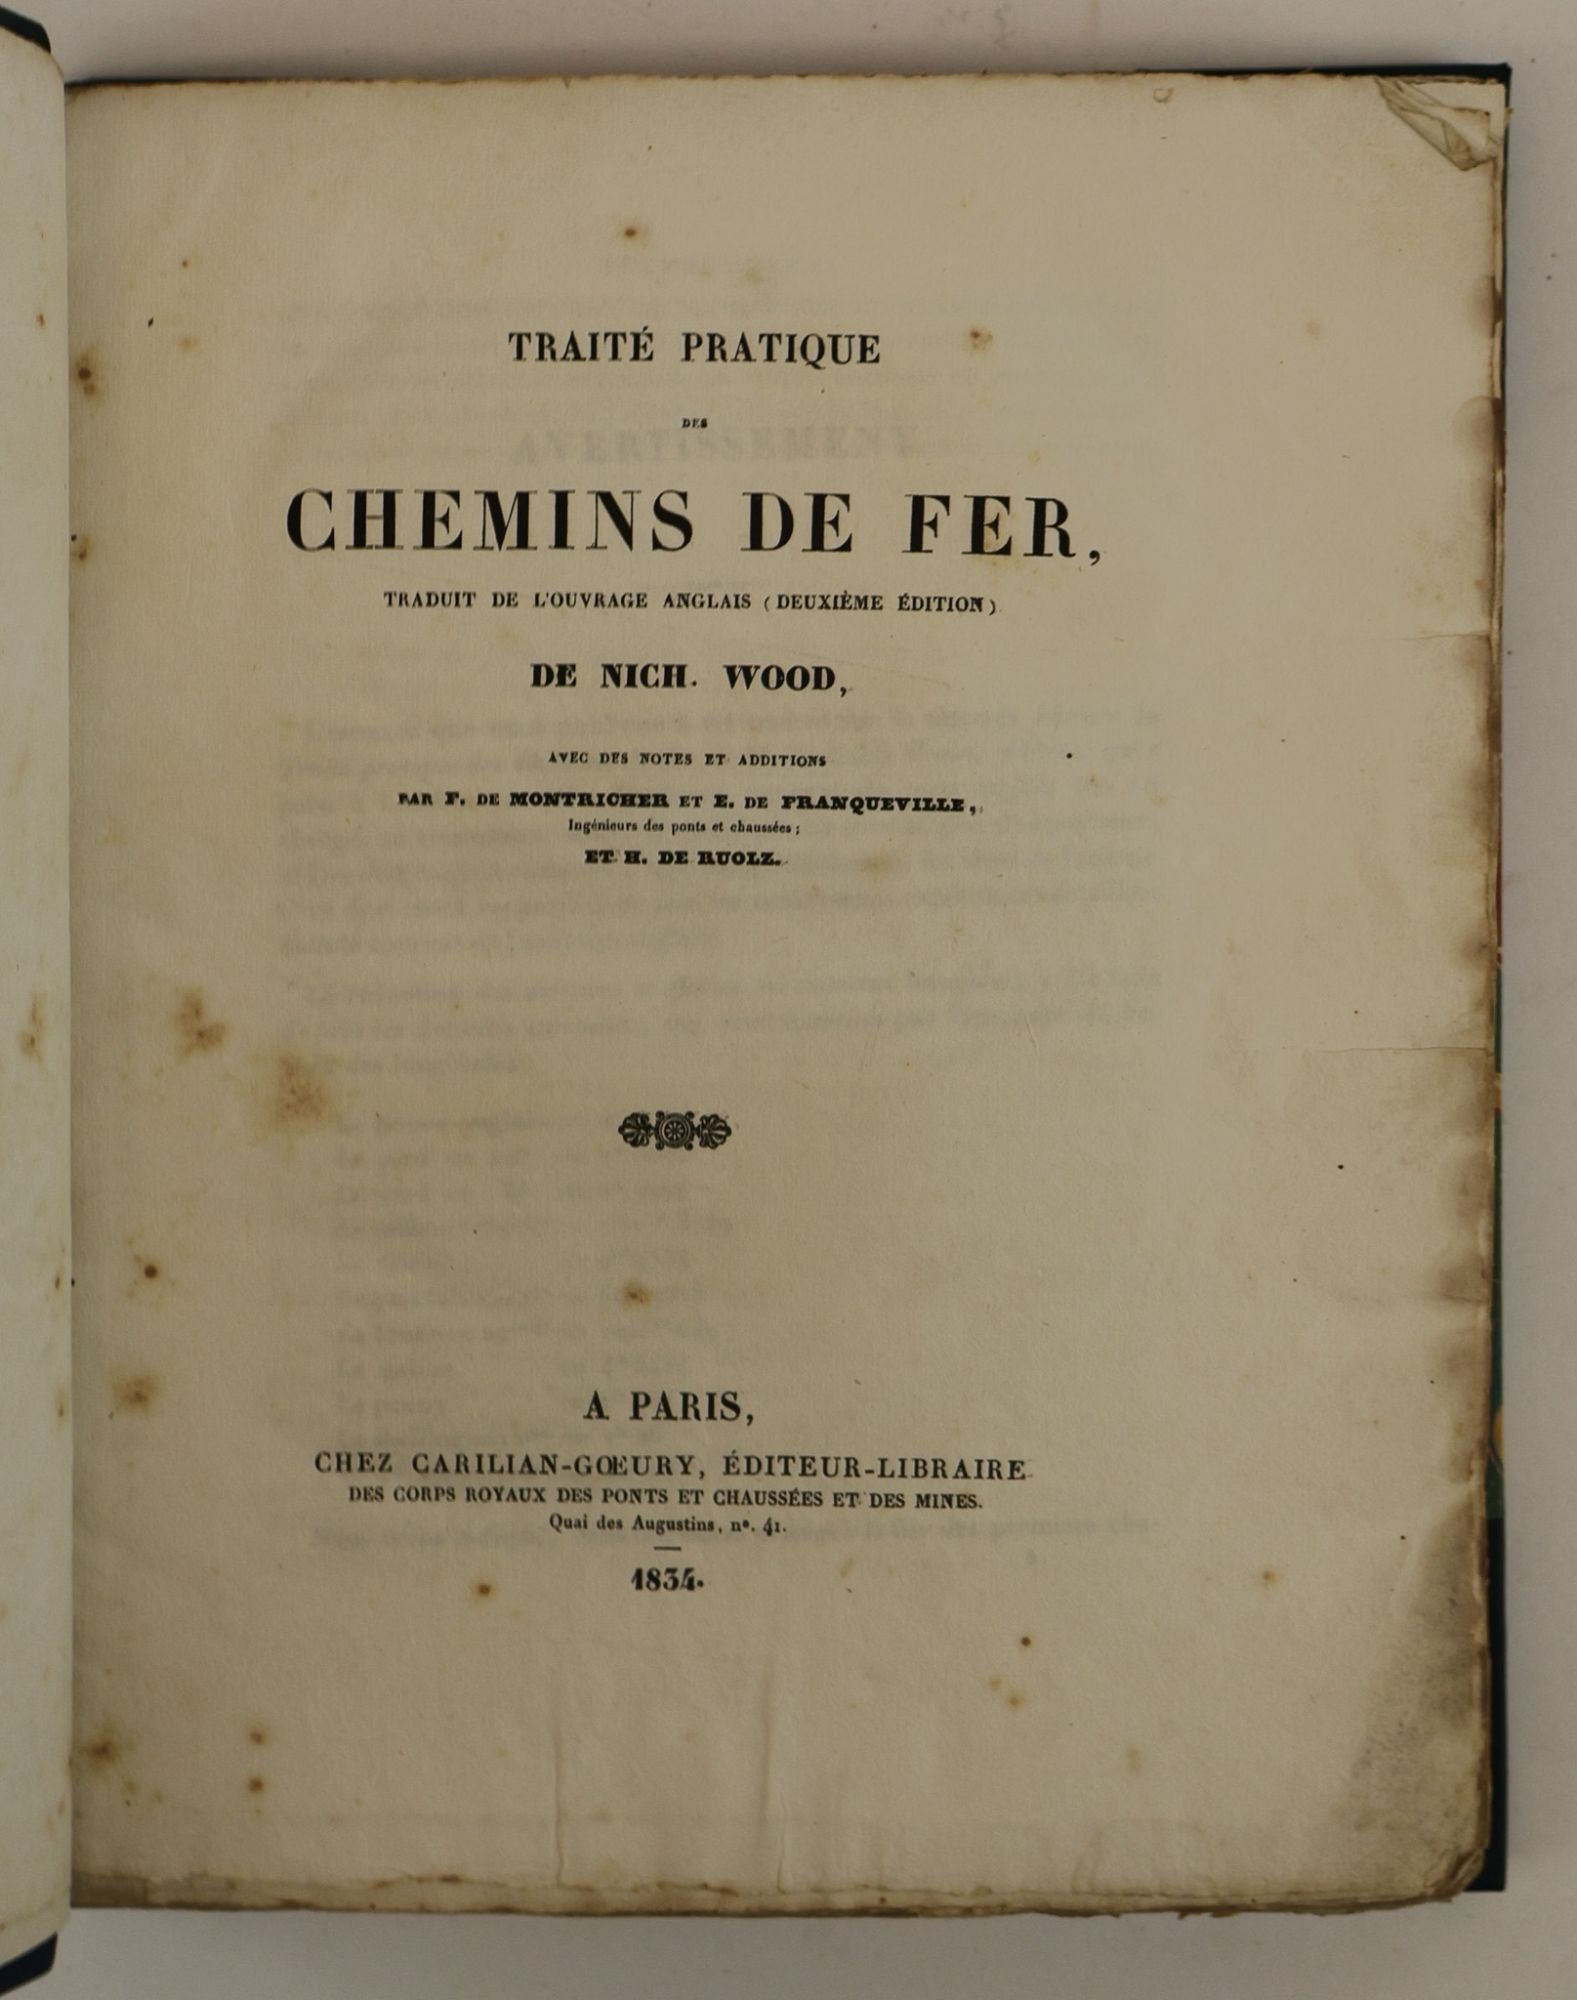 TRAITÉ PRATIQUE
DES
CHEMINS DE FER,
TRADUIT DE L'OUVRAGE ANGLAIS (DEUXIÈME ÉDITION)
DE NICH. WOOD,
AVEC DES NOTES ET ADDITIONS
PAR F. DE MONTRICHER ET E. DE FRANQUEVILLE,
Ingénieurs des ponts et chaussées;
ET H. DE RUOLZ.
A PARIS,
CHEZ CARILIAN-GŒURY, ÉDITEUR-LIBRAIRE
DES CORPS ROYAUX DES PONTS ET CHAUSSÉES ET DES MINES.
Quai des Augustins, nº. 41.
1834.